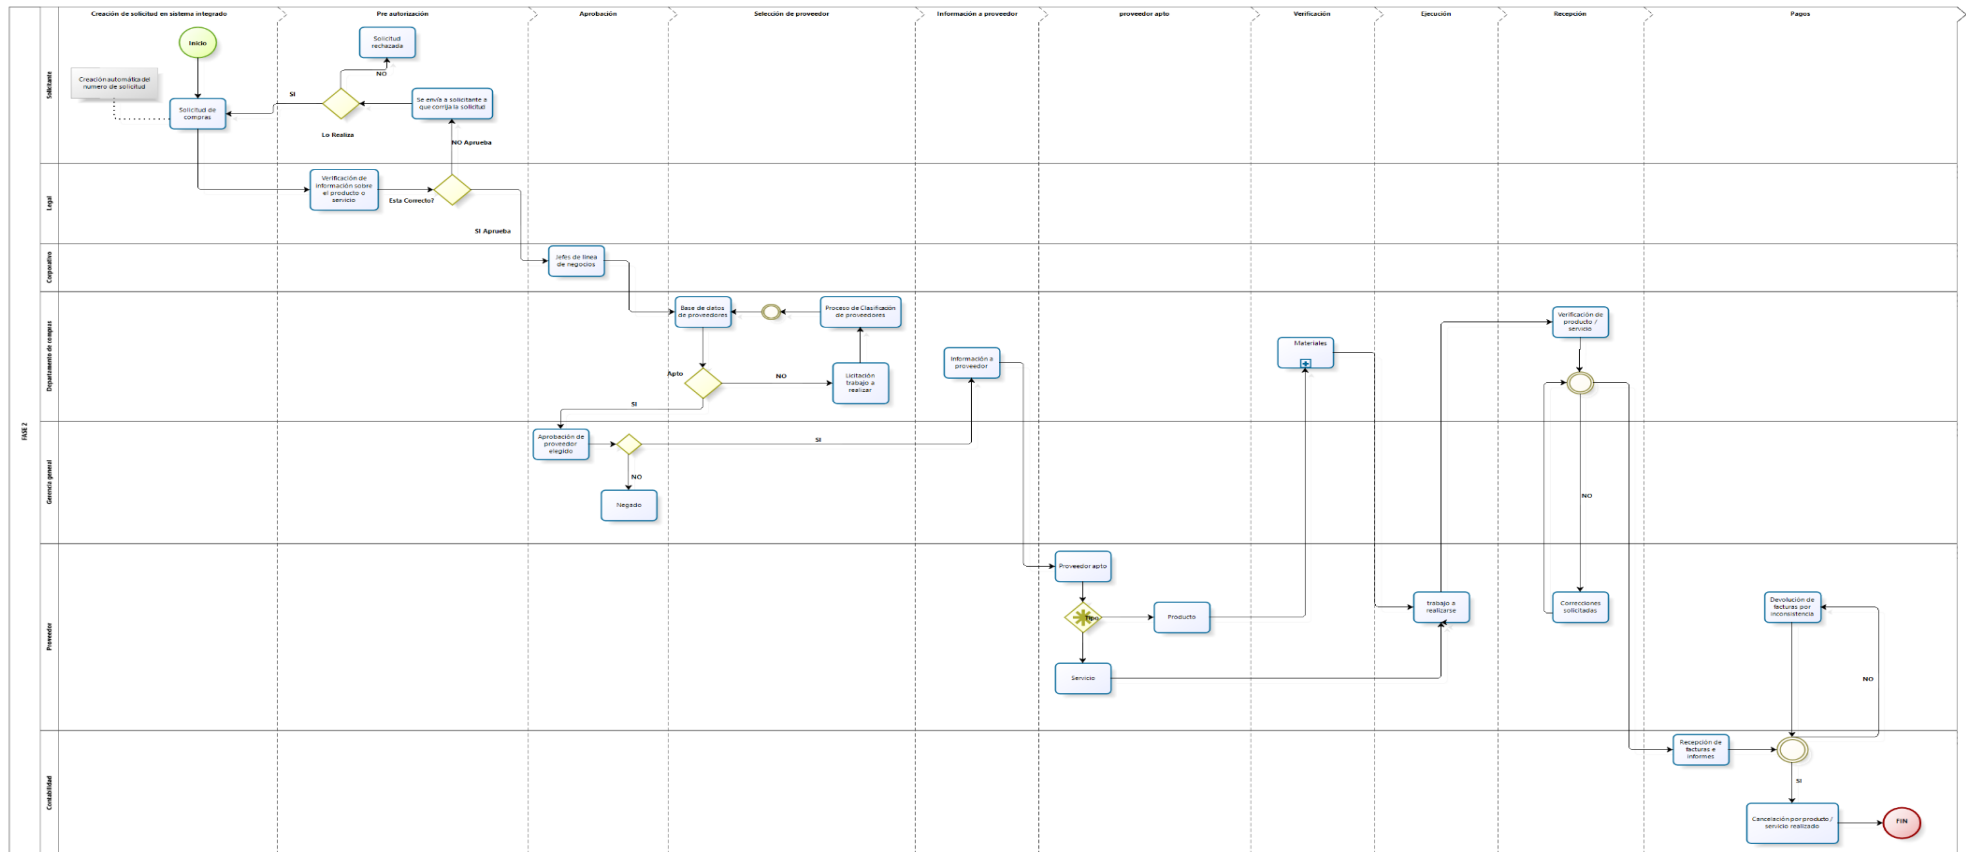 Creación de solicitud en sistema integrado
Pre autorización
Aprobación
Selección de proveedor
Información a proveedor
proveedor apto
Verificación
Ejecución
Recepción
Pagos
FASE 2
Solicitante
Inicio
Creación automática del
numero de solicitud
Solicitud de
compras
SI
Solicitud
rechazada
NO
Lo Realiza
Se envía a solicitante a
que corrija la solicitud
NO Aprueba
Legal
Verificación de
información sobre
el producto o
servicio
Esta Correcto?
SI Aprueba
Corporativo
Jefes de línea
de negocios
Departamento de compras
Base de datos
de proveedores
Proceso de Clasificación
de proveedores
Apto
NO
Licitación
trabajo a
realizar
SI
Información a
proveedor
Materiales
Verificación de
producto /
servicio
Gerencia general
Aprobación de
proveedor
elegido
SI
NO
Negado
NO
Proveedor
Proveedor apto
Tipo
Producto
Servicio
trabajo a
realizarse
Correcciones
solicitadas
Devolución de
facturas por
inconsistencia
NO
Contabilidad
Recepción de
facturas e
informes
SI
Cancelación por producto /
servicio realizado
FIN